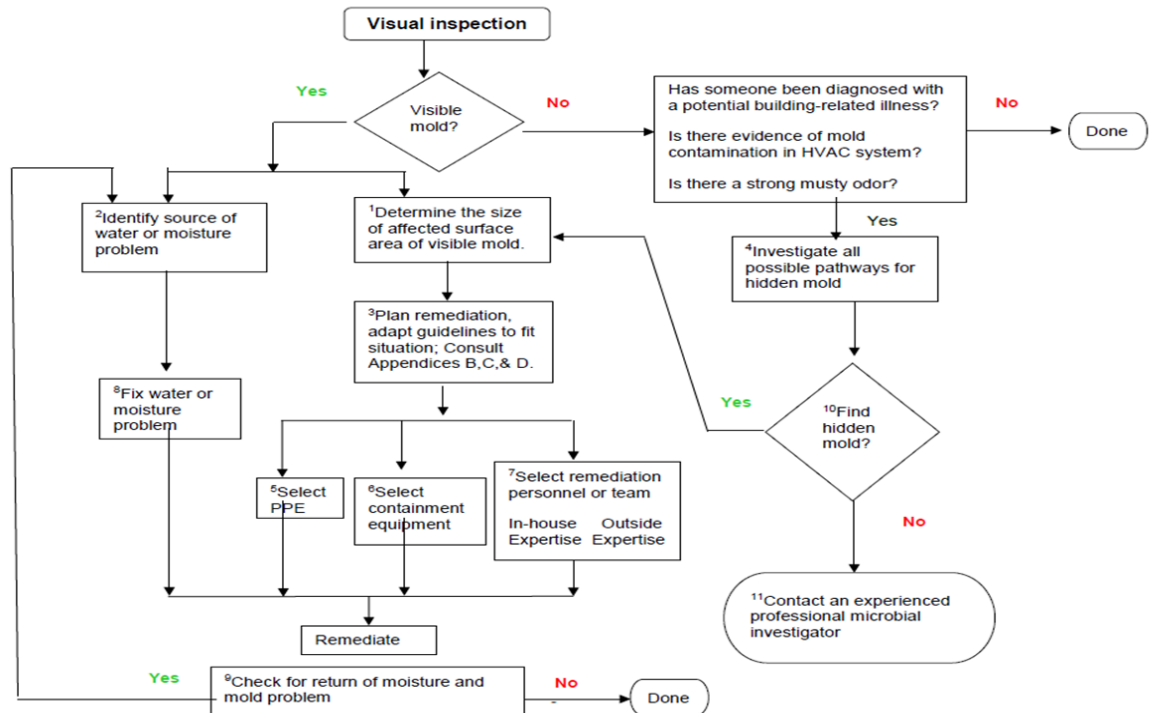 Visual inspection
Yes
Visible
mold?
No
Has someone been diagnosed with
a potential building-related illness?
Is there evidence of mold
contamination in HVAC system?
Is there a strong musty odor?
No
Done
²Identify source of
water or moisture
problem
¹Determine the size
of affected surface
area of visible mold.
Yes
⁴Investigate all
possible pathways for
hidden mold
³Plan remediation,
adapt guidelines to fit
situation; Consult
Appendices B,C,& D.
⁸Fix water or
moisture
problem
Yes
¹⁰Find
hidden
mold?
⁵Select
PPE
⁶Select
containment
equipment
⁷Select remediation
personnel or team
In-house Outside
Expertise Expertise
No
¹¹Contact an experienced
professional microbial
investigator
Remediate
Yes
⁹Check for return of moisture and
mold problem
No
-
Done